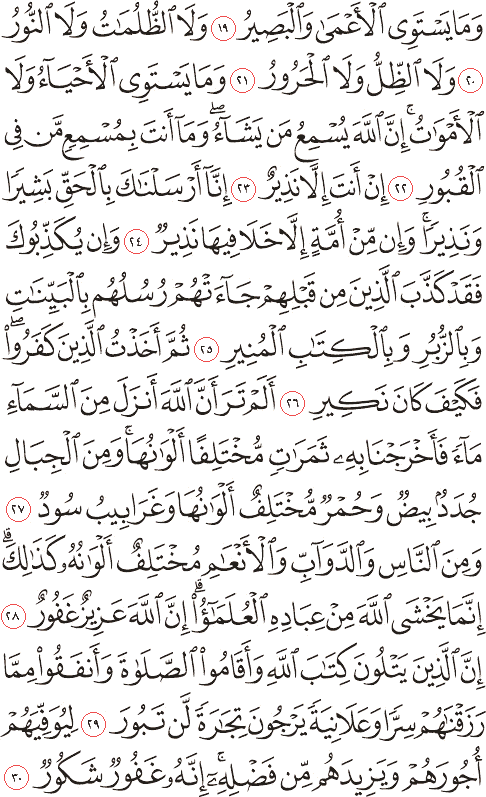 وَمَا يَسْتَوِى ٱلْأَعْمَىٰ وَٱلْبَصِيرُ ١٩ وَلَا ٱلظُّلُمَٰتُ وَلَا ٱلنُّورُ
٢٠ وَلَا ٱلظِّلُّ وَلَا ٱلْحَرُورُ ٢١ وَمَا يَسْتَوِى ٱلْأَحْيَآءُ وَلَا
ٱلْأَمْوَٰتُ ۚ إِنَّ ٱللَّهَ يُسْمِعُ مَن يَشَآءُ ۖ وَمَآ أَنتَ بِمُسْمِعٍ مَّن فِى
ٱلْقُبُورِ ٢٢ إِنْ أَنتَ إِلَّا نَذِيرٌ ٢٣ إِنَّآ أَرْسَلْنَٰكَ بِٱلْحَقِّ بَشِيرًا
وَنَذِيرًا ۚ وَإِن مِّنْ أُمَّةٍ إِلَّا خَلَا فِيهَا نَذِيرٌ ٢٤ وَإِن يُكَذِّبُوكَ
فَقَدْ كَذَّبَ ٱلَّذِينَ مِن قَبْلِهِمْ جَآءَتْهُمْ رُسُلُهُم بِٱلْبَيِّنَٰتِ
وَبِٱلزُّبُرِ وَبِٱلْكِتَٰبِ ٱلْمُنِيرِ ٢٥ ثُمَّ أَخَذْتُ ٱلَّذِينَ كَفَرُوا۟ ۖ
فَكَيْفَ كَانَ نَكِيرِ ٢٦ أَلَمْ تَرَ أَنَّ ٱللَّهَ أَنزَلَ مِنَ ٱلسَّمَآءِ
مَآءً فَأَخْرَجْنَا بِهِۦ ثَمَرَٰتٍ مُّخْتَلِفًا أَلْوَٰنُهَا ۚ وَمِنَ ٱلْجِبَالِ
جُدَدٌۢ بِيضٌ وَحُمْرٌ مُّخْتَلِفٌ أَلْوَٰنُهَا وَغَرَابِيبُ سُودٌ ٢٧
وَمِنَ ٱلنَّاسِ وَٱلدَّوَآبِّ وَٱلْأَنْعَٰمِ مُخْتَلِفٌ أَلْوَٰنُهُۥ كَذَٰلِكَ ۗ
إِنَّمَا يَخْشَى ٱللَّهَ مِنْ عِبَادِهِ ٱلْعُلَمَٰٓؤُا۟ ۗ إِنَّ ٱللَّهَ عَزِيزٌ غَفُورٌ ٢٨
إِنَّ ٱلَّذِينَ يَتْلُونَ كِتَٰبَ ٱللَّهِ وَأَقَامُوا۟ ٱلصَّلَوٰةَ وَأَنفَقُوا۟ مِمَّا
رَزَقْنَٰهُمْ سِرًّا وَعَلَانِيَةً يَرْجُونَ تِجَٰرَةً لَّن تَبُورَ ٢٩ لِيُوَفِّيَهُمْ
أُجُورَهُمْ وَيَزِيدَهُم مِّن فَضْلِهِۦٓ ۚ إِنَّهُۥ غَفُورٌ شَكُورٌ ٣٠